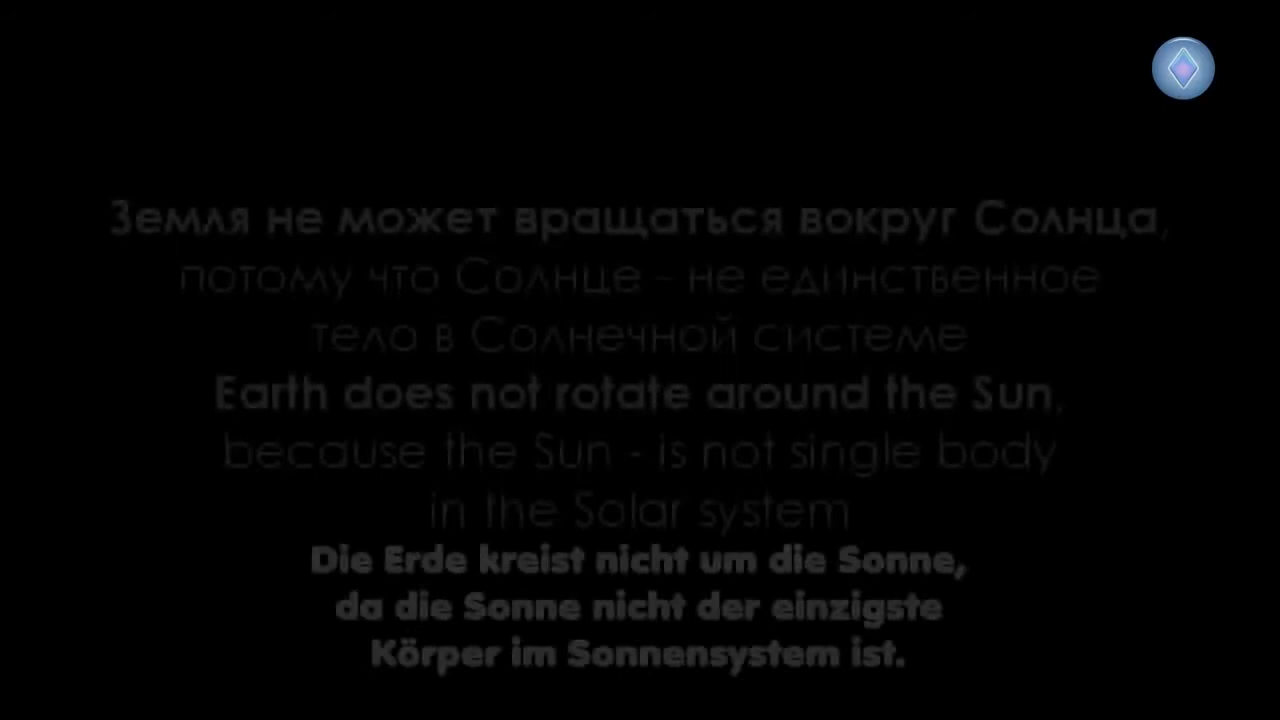 Земля не может вращаться вокруг Солнца,
потому что Солнце - не единственное
тело в Солнечной системе
Earth does not rotate around the Sun,
because the Sun - is not single body
in the Solar system
Die Erde kreist nicht um die Sonne,
da die Sonne nicht der einzigste
Körper im Sonnensystem ist.